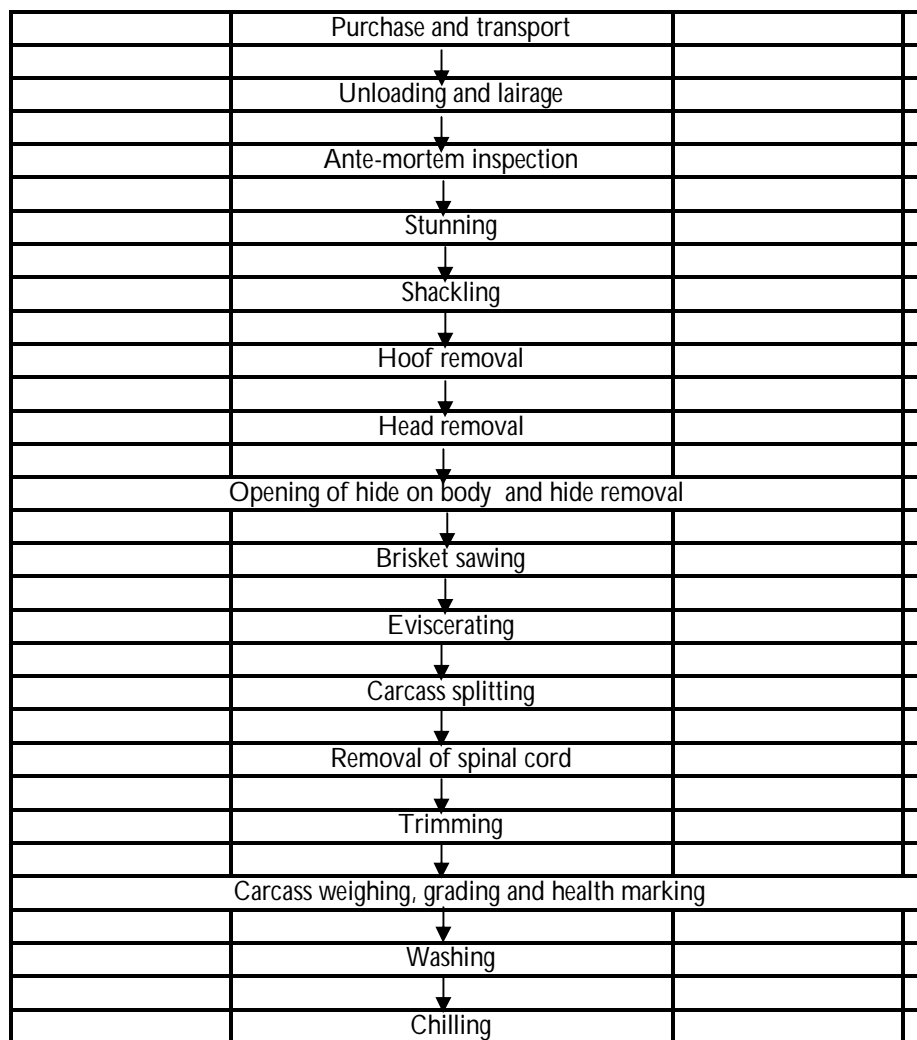 Purchase and transport
Unloading and lairage
Ante-mortem inspection
Stunning
Shackling
Hoof removal
Head removal
Opening of hide on body and hide removal
Brisket sawing
Eviscerating
Carcass splitting
Removal of spinal cord
Trimming
Carcass weighing, grading and health marking
Washing
Chilling